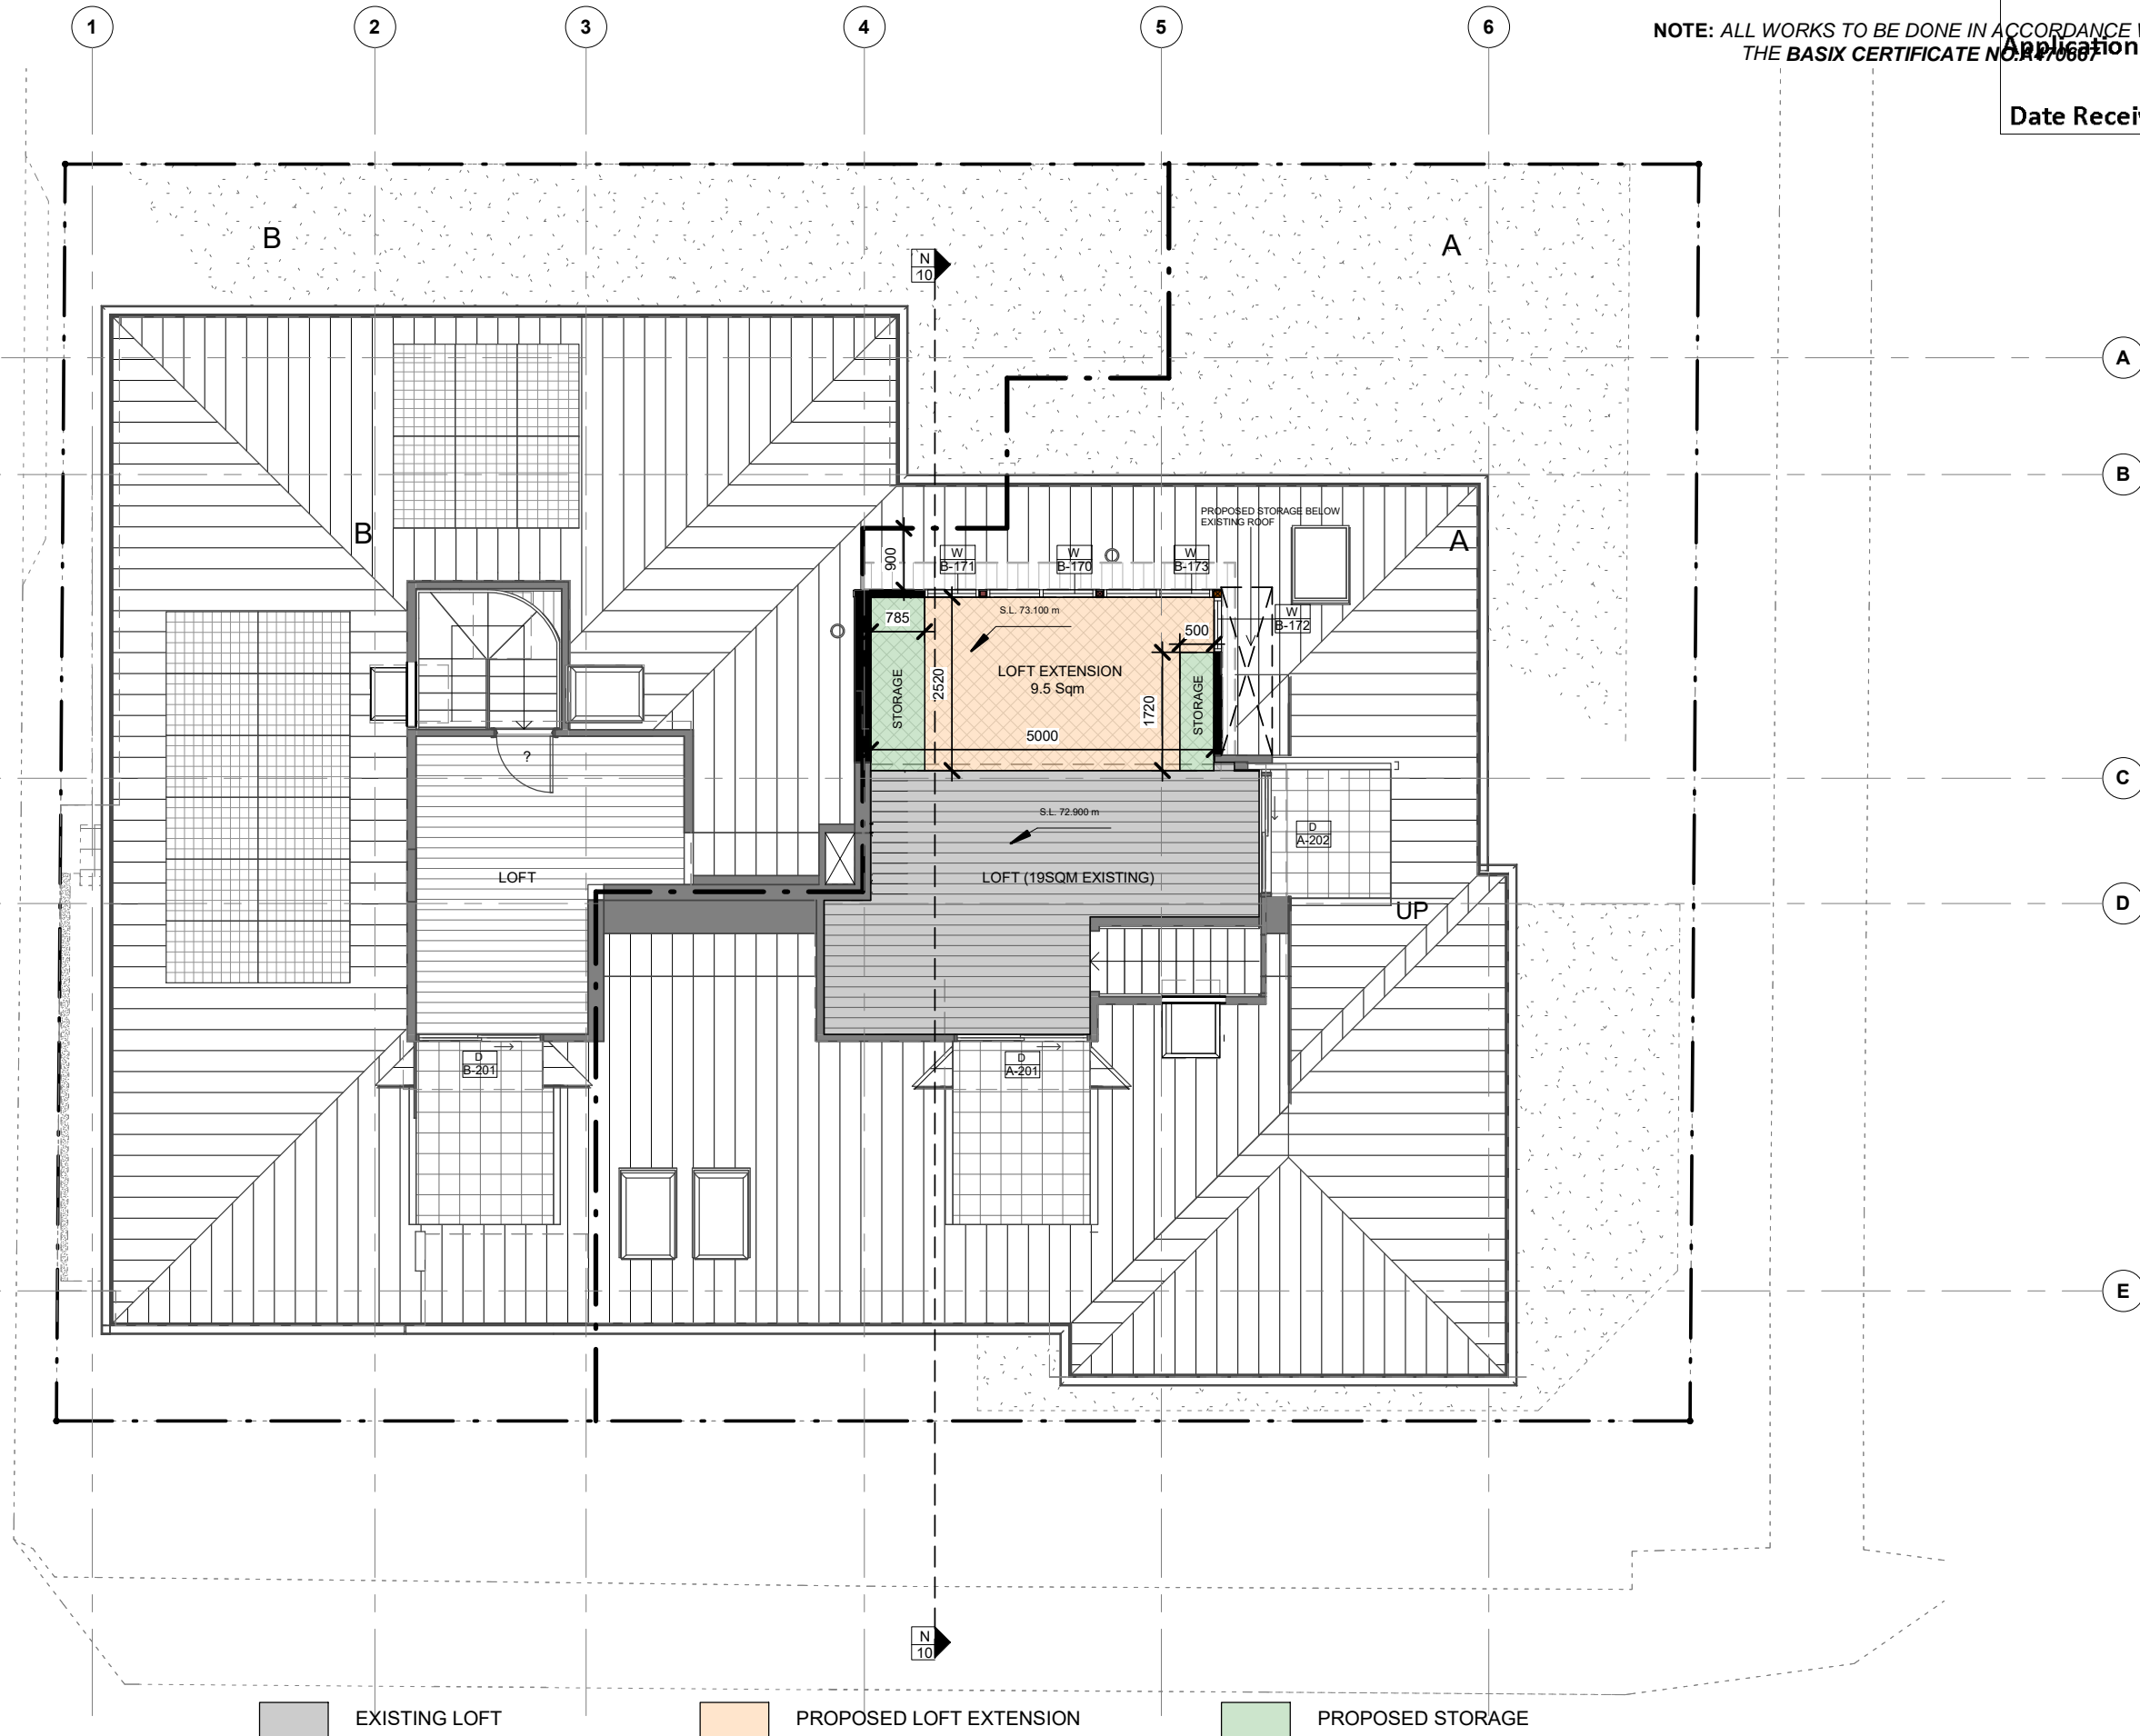 1
2
3
4
5
6
NOTE: ALL WORKS TO BE DONE IN ACCORDANCE
THE BASIX CERTIFICATE NO.A470667
Application
Date Recei
B
A
N
10
A
B
PROPOSED STORAGE BELOW
EXISTING ROOF
B
A
900
W
B-171
W
B-170
W
B-173
S.L. 73.100 m
785
500
W
B-172
LOFT EXTENSION
9.5 Sqm
STORAGE
2520
1720
STORAGE
5000
?
C
S.L. 72.900 m
D
A-202
LOFT
LOFT (19SQM EXISTING)
UP
D
D
B-201
D
A-201
E
N
10
EXISTING LOFT
PROPOSED LOFT EXTENSION
PROPOSED STORAGE